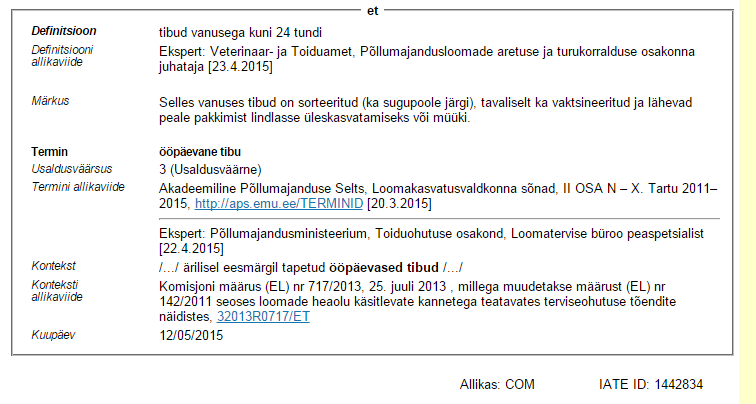 et
Definitsioon tibud vanusega kuni 24 tundi
Definitsiooni allikaviide Ekspert: Veterinaar- ja Toiduamet, Põllumajandusloomade aretuse ja turukorralduse osakonna
juhataja [23.4.2015]
Märkus Selles vanuses tibud on sorteeritud (ka sugupoole järgi), tavaliselt ka vaktsineeritud ja lähevad
peale pakkimist lindlasse üleskasvatamiseks või müüki.
Termin ööpäevane tibu
Usaldusväärsus 3 (Usaldusväärne)
Termini allikaviide Akadeemiline Põllumajanduse Selts, Loomakasvatusvaldkonna sõnad, II OSA N – X. Tartu 2011–
2015, http://aps.emu.ee/TERMINID [20.3.2015]
Ekspert: Põllumajandusministeerium, Toiduohutuse osakond, Loomatervise büroo peaspetsialist
[22.4.2015]
Kontekst /.../ ärilisel eesmärgil tapetud ööpäevased tibud /.../
Konteksti allikaviide Komisjoni määrus (EL) nr 717/2013, 25. juuli 2013 , millega muudetakse määrust (EL) nr
142/2011 seoses loomade heaolu käsitlevate kannetega teatavates terviseohutuse tõendite
näidistes, 32013R0717/ET
Kuupäev 12/05/2015
Allikas: COM IATE ID: 1442834